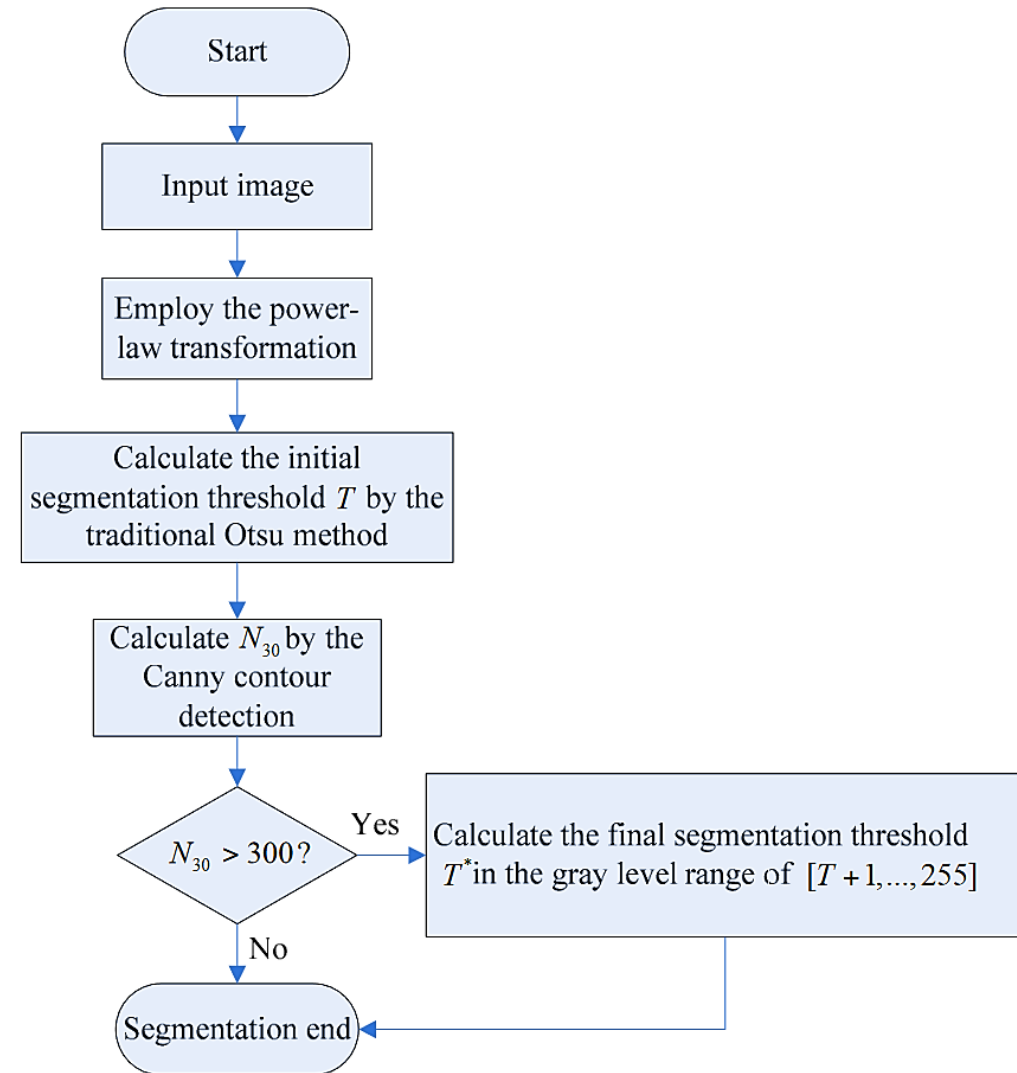 Start
Input image
Employ the power-
law transformation
Calculate the initial
segmentation threshold T by the
traditional Otsu method
Calculate N₃₀ by the
Canny contour
detection
N₃₀ > 300?
Yes
Calculate the final segmentation threshold
T* in the gray level range of [T + 1,..., 255]
No
Segmentation end